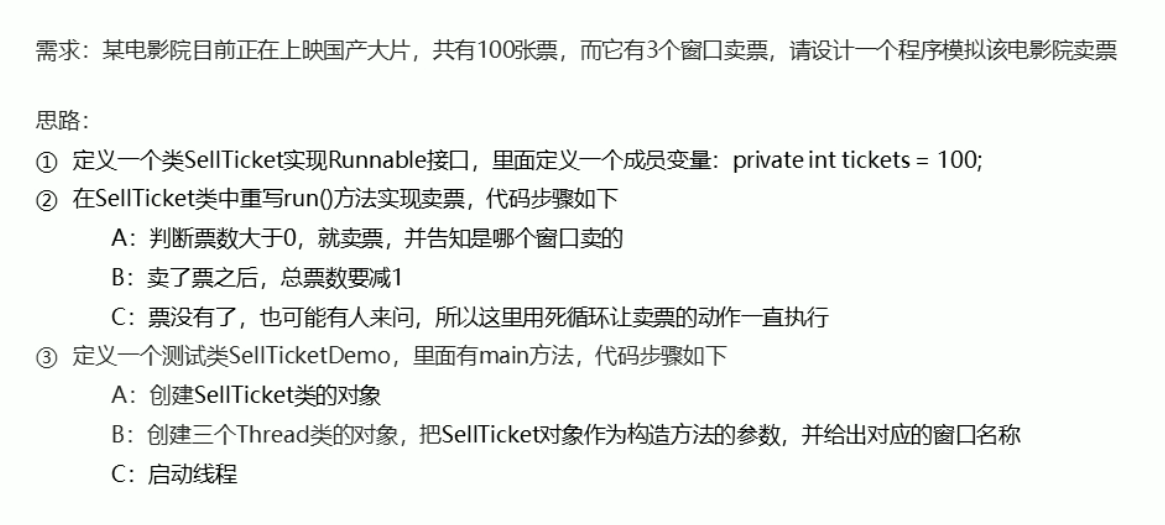 需求：某电影院目前正在上映国产大片，共有100张票，而它有3个窗口卖票，请设计一个程序模拟该电影院卖票
思路：
① 定义一个类SellTicket实现Runnable接口，里面定义一个成员变量：private int tickets = 100;
② 在SellTicket类中重写run()方法实现卖票，代码步骤如下
A：判断票数大于0，就卖票，并告知是哪个窗口卖的
B：卖了票之后，总票数要减1
C：票没有了，也可能有人来问，所以这里用死循环让卖票的动作一直执行
③ 定义一个测试类SellTicketDemo，里面有main方法，代码步骤如下
A：创建SellTicket类的对象
B：创建三个Thread类的对象，把SellTicket对象作为构造方法的参数，并给出对应的窗口名称
C：启动线程